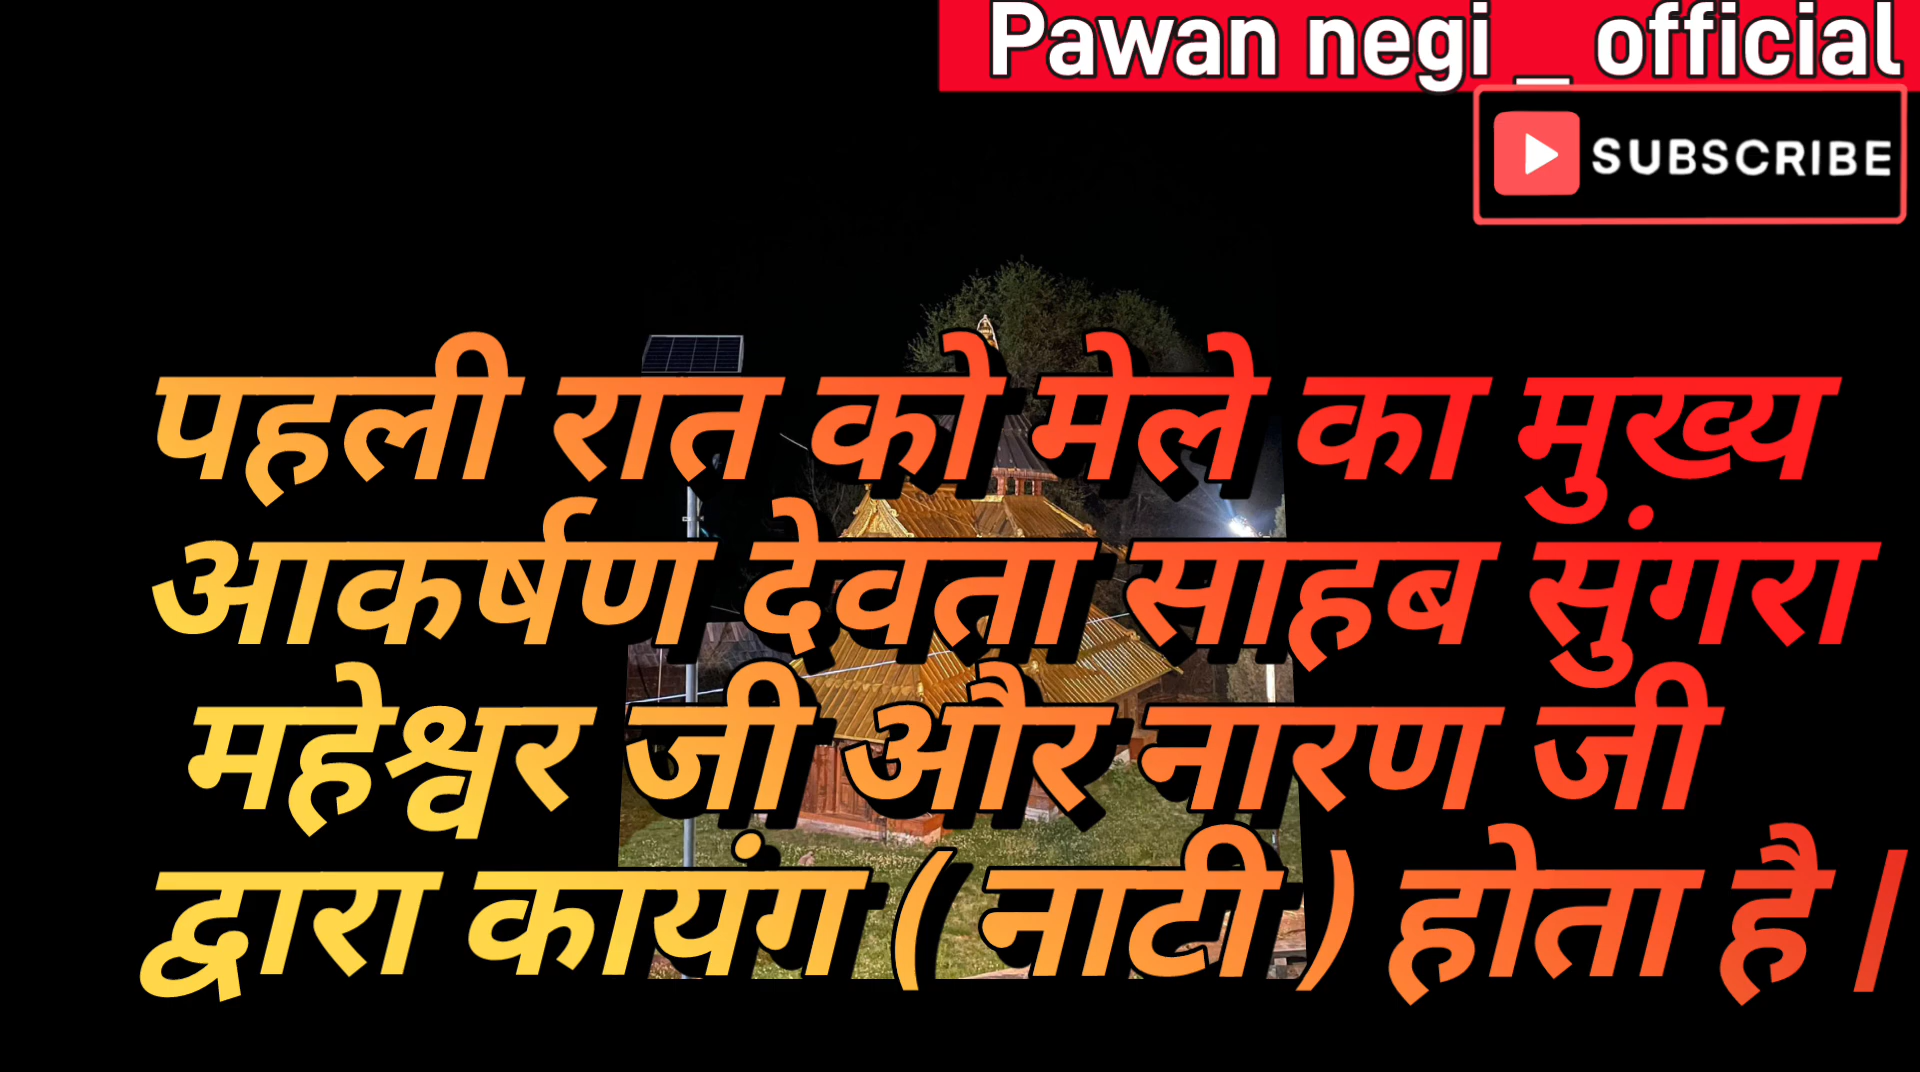 Pawan negi _ official
SUBSCRIBE
पहली रात को मेले का मुख्य
आकर्षण देवता साहब सुंगरा
महेश्वर जी और नारण जी
द्वारा कायंग ( नाटी ) होता है |